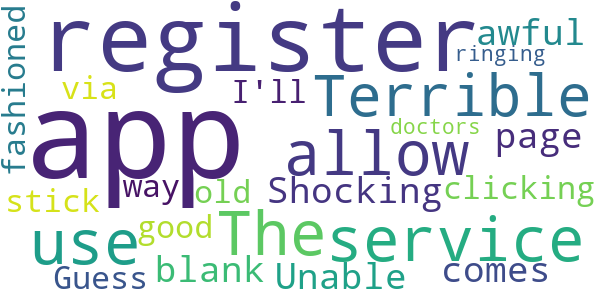 fashioned
register
awful
ringing
via
I'll
Terrible
app
doctors
allow
page
way
old
Shocking
clicking
stick
good
The
service
use
blank
Unable
comes
Guess